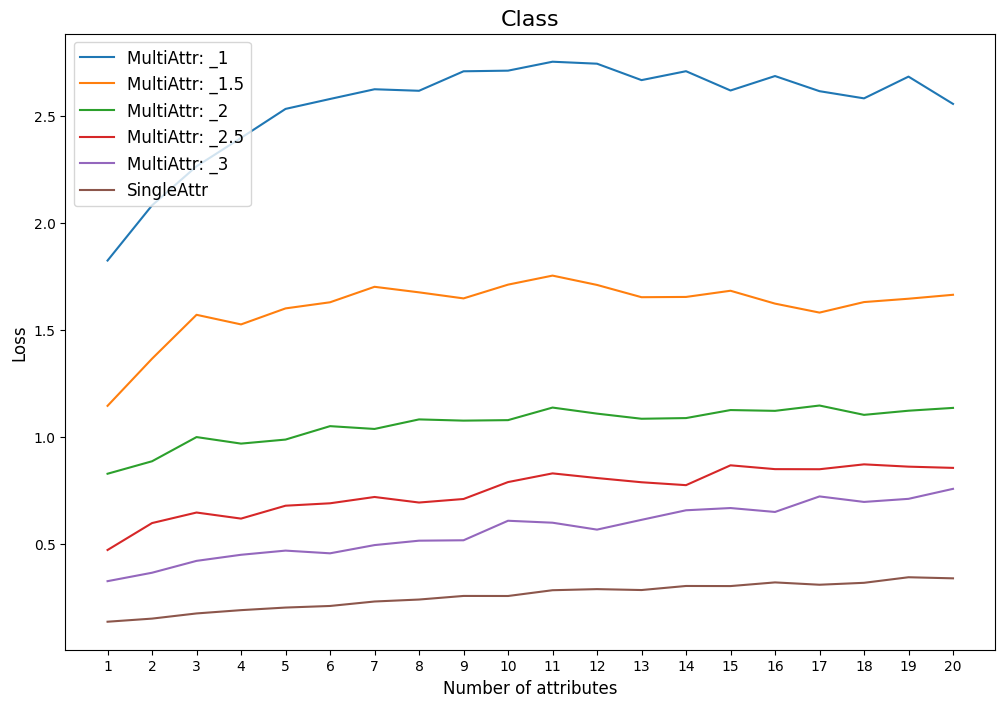 Class
MultiAttr: _1
MultiAttr: _1.5
MultiAttr: _2
MultiAttr: _2.5
MultiAttr: _3
SingleAttr
Loss
2.5
2.0
1.5
1.0
0.5
1 2 3 4 5 6 7 8 9 10 11 12 13 14 15 16 17 18 19 20
Number of attributes